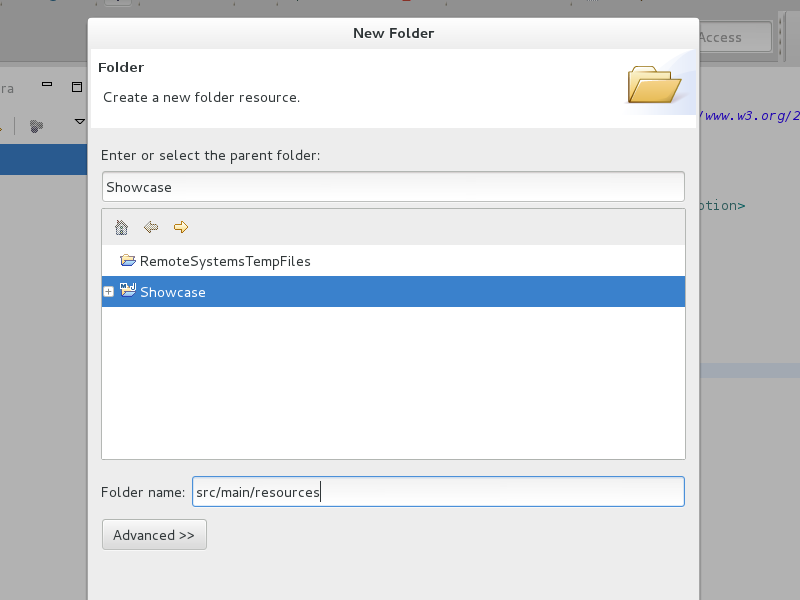 New Folder
Access
Folder
ra
Create a new folder resource.
/www.w3.org/2
Enter or select the parent folder:
Showcase
ption>
RemoteSystemsTempFiles
Showcase
Folder name: src/main/resources
Advanced >>